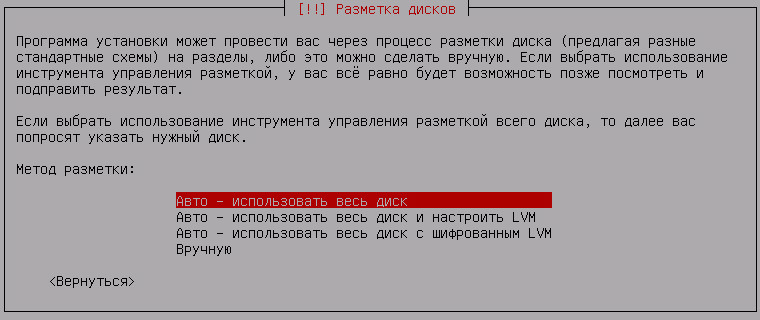 [!!] Разметка дисков
Программа установки может провести вас через процесс разметки диска (предлагая разные
стандартные схемы) на разделы, либо это можно сделать вручную. Если выбрать использование
инструмента управления разметкой, у вас всё равно будет возможность позже посмотреть и
подправить результат.
Если выбрать использование инструмента управления разметкой всего диска, то далее вас
попросят указать нужный диск.
Метод разметки:
Авто - использовать весь диск
Авто - использовать весь диск и настроить LVM
Авто - использовать весь диск с шифрованным LVM
Вручную
<Вернуться>